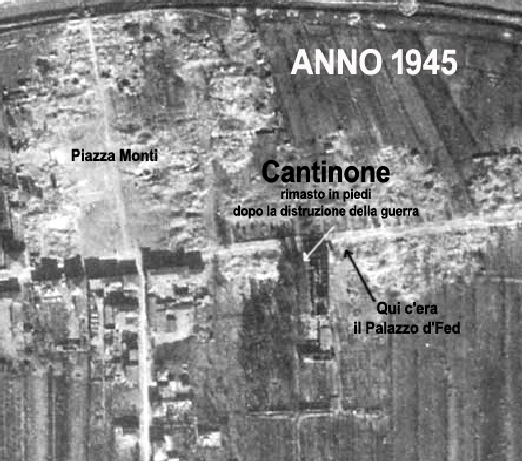 ANNO 1945
Piazza Monti
Cantinone
rimasto in piedi
dopo la distruzione della guerra
Qui c'era
il Palazzo d'Fed